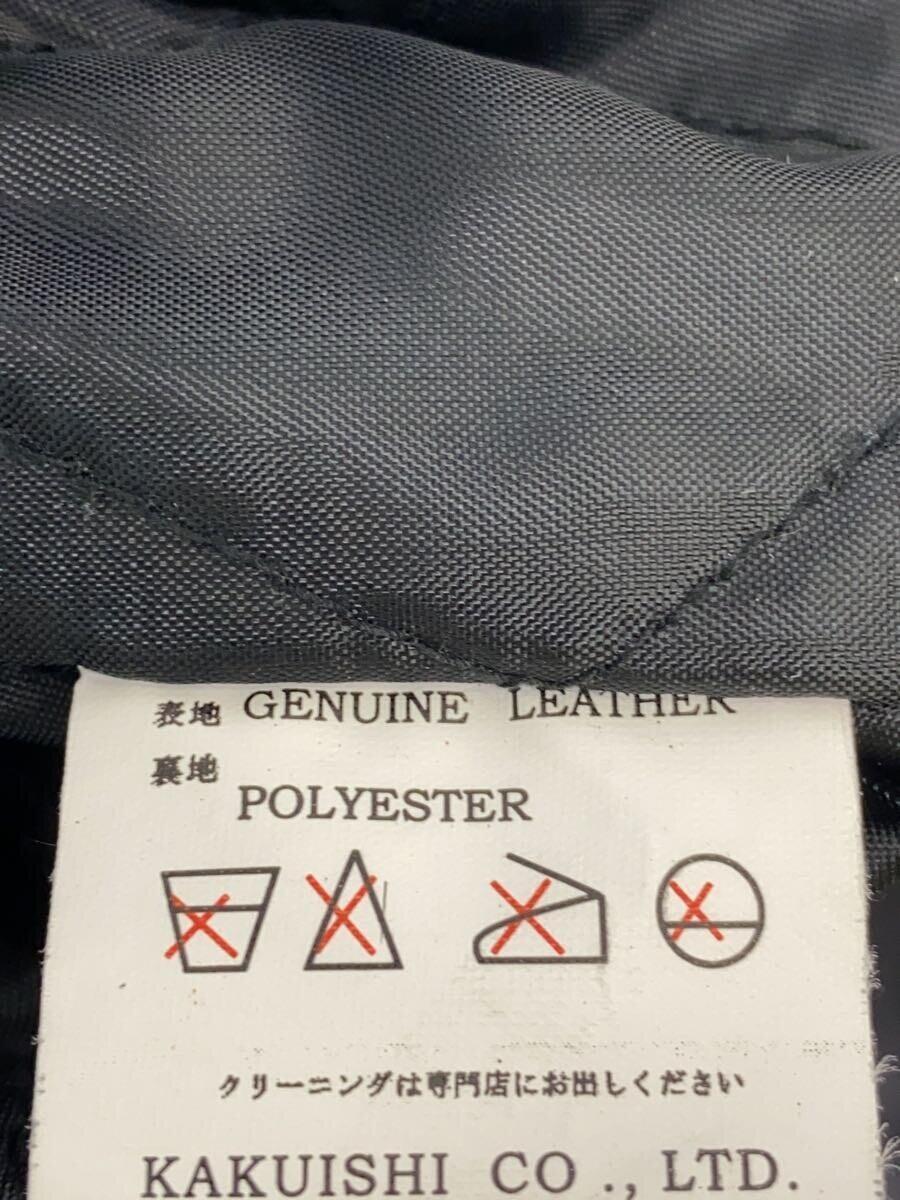 表地 GENUINE LEATHER
裏地
POLYESTER
クリーニングは専門店にお出しください
KAKUISHI CO ., LTD.